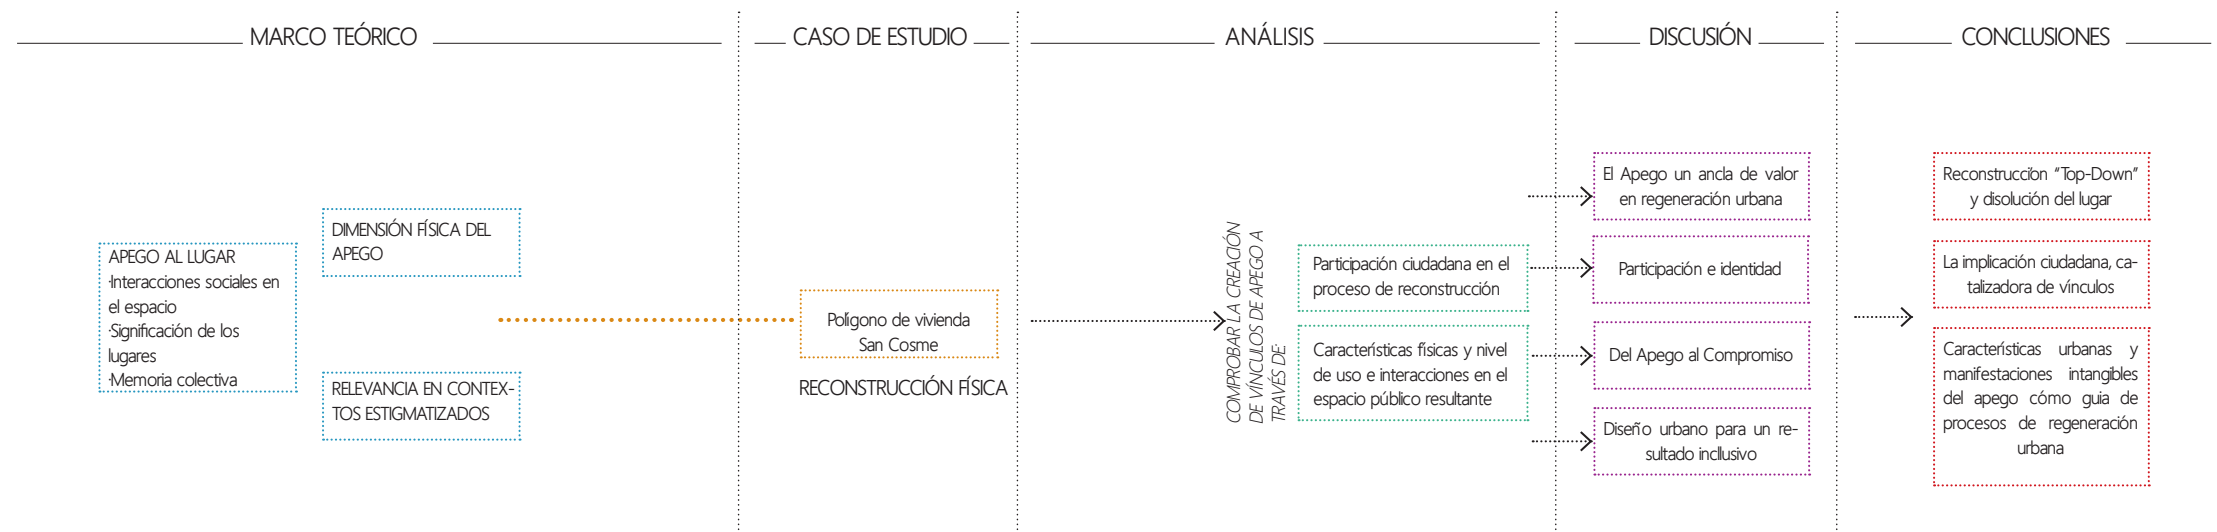 MARCO TEÓRICO
CASO DE ESTUDIO
ANÁLISIS
DISCUSIÓN
CONCLUSIONES
APEGO AL LUGAR
·Interacciones sociales en
el espacio
·Significación de los
lugares
·Memoria colectiva
DIMENSIÓN FÍSICA DEL
APEGO
RELEVANCIA EN CONTEX-
TOS ESTIGMATIZADOS
Polígono de vivienda
San Cosme
RECONSTRUCCIÓN FÍSICA
COMPROBAR LA CREACIÓN
DE VÍNCULOS DE APEGO A
TRAVÉS DE:
Participación ciudadana en el
proceso de reconstrucción
Características físicas y nivel
de uso e interacciones en el
espacio público resultante
El Apego un ancla de valor
en regeneración urbana
Participación e identidad
Del Apego al Compromiso
Diseño urbano para un re-
sultado incllusivo
Reconstrucción "Top-Down"
y disolución del lugar
La implicación ciudadana, ca-
talizadora de vínculos
Características urbanas y
manifestaciones intangibles
del apego cómo guia de
procesos de regeneración
urbana